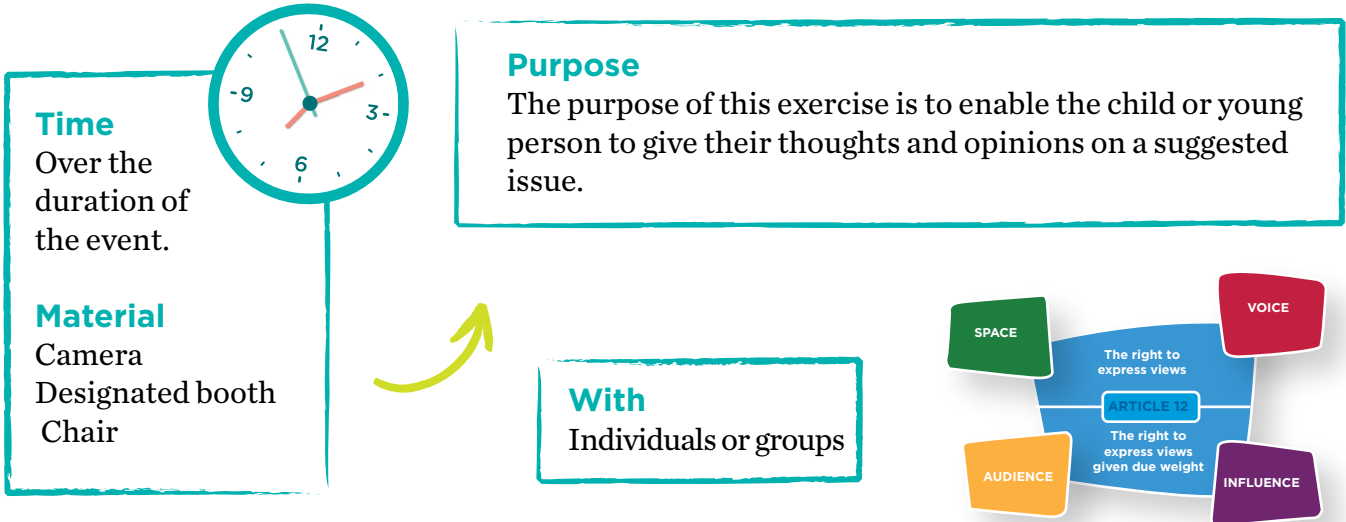 12
3
6
9
Time
Over the
duration of
the event.
Material
Camera
Designated booth
Chair
Purpose
The purpose of this exercise is to enable the child or young
person to give their thoughts and opinions on a suggested
issue.
With
Individuals or groups
SPACE
VOICE
The right to
express views
ARTICLE 12
The right to
express views
given due weight
AUDIENCE
INFLUENCE